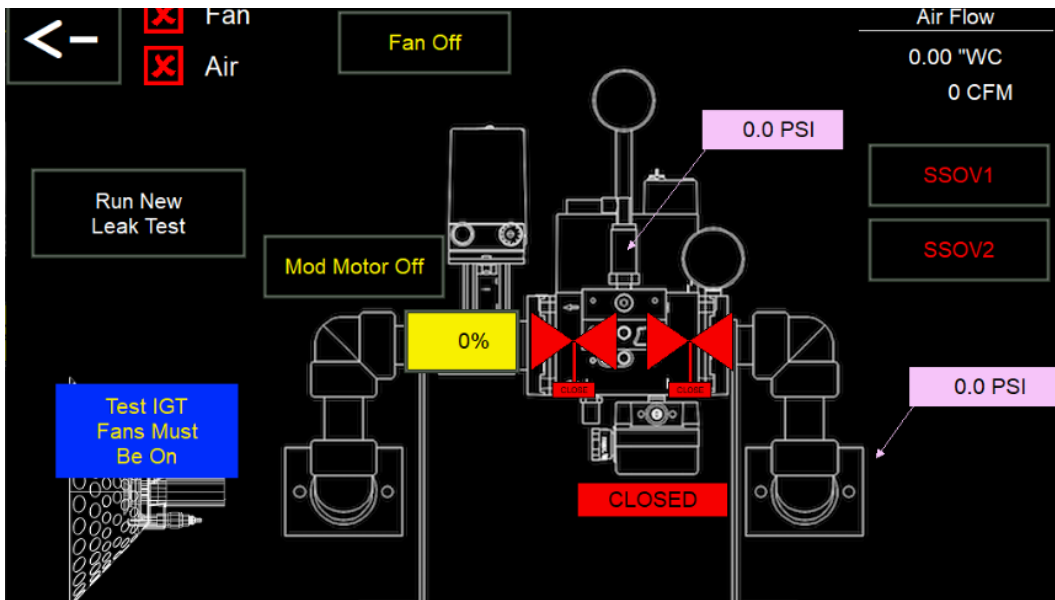 <-
Fan
Air
Fan Off
Air Flow
0.00 "WC
0 CFM
0.0 PSI
SSOV1
SSOV2
Run New
Leak Test
Mod Motor Off
0%
CLOSE
CLOSE
0.0 PSI
Test IGT
Fans Must
Be On
CLOSED